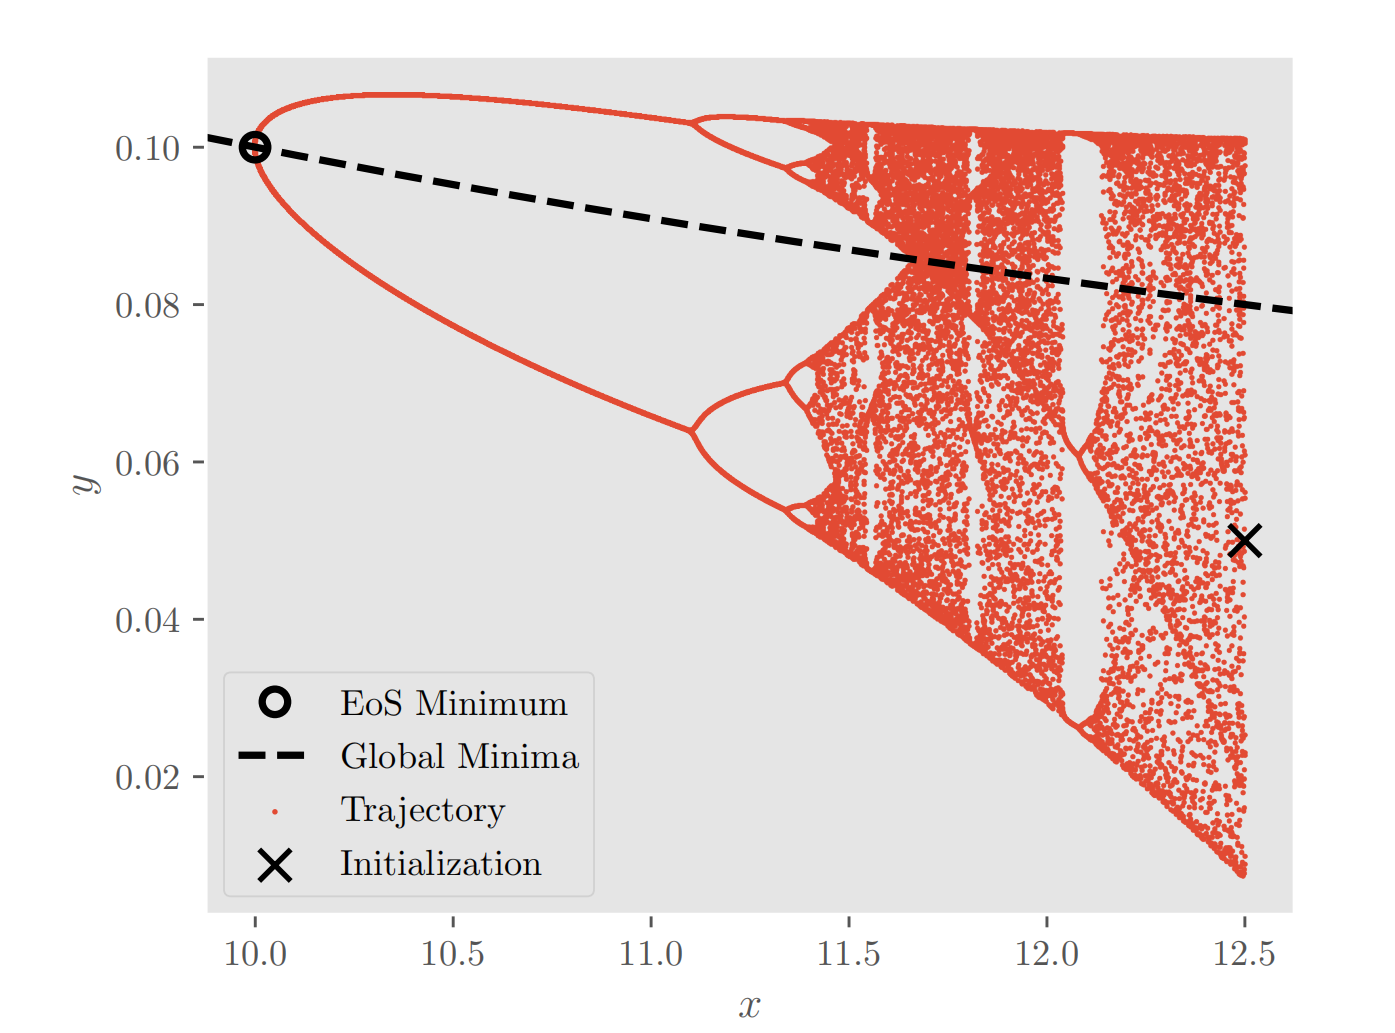 0.10
0.08
0.06
0.04
0.02
y
EoS Minimum
Global Minima
Trajectory
Initialization
10.0 10.5 11.0 11.5 12.0 12.5
x